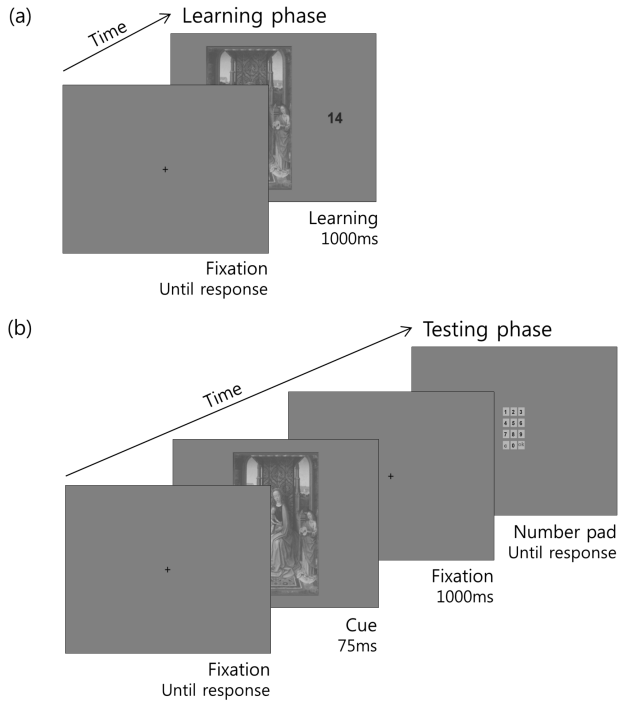 (a)
Time
Learning phase
14
Learning
1000ms
Fixation
Until response
(b)
Time
Testing phase
1 2 3
4 5 6
7 8 9
0
Number pad
Until response
Fixation
1000ms
Cue
75ms
Fixation
Until response